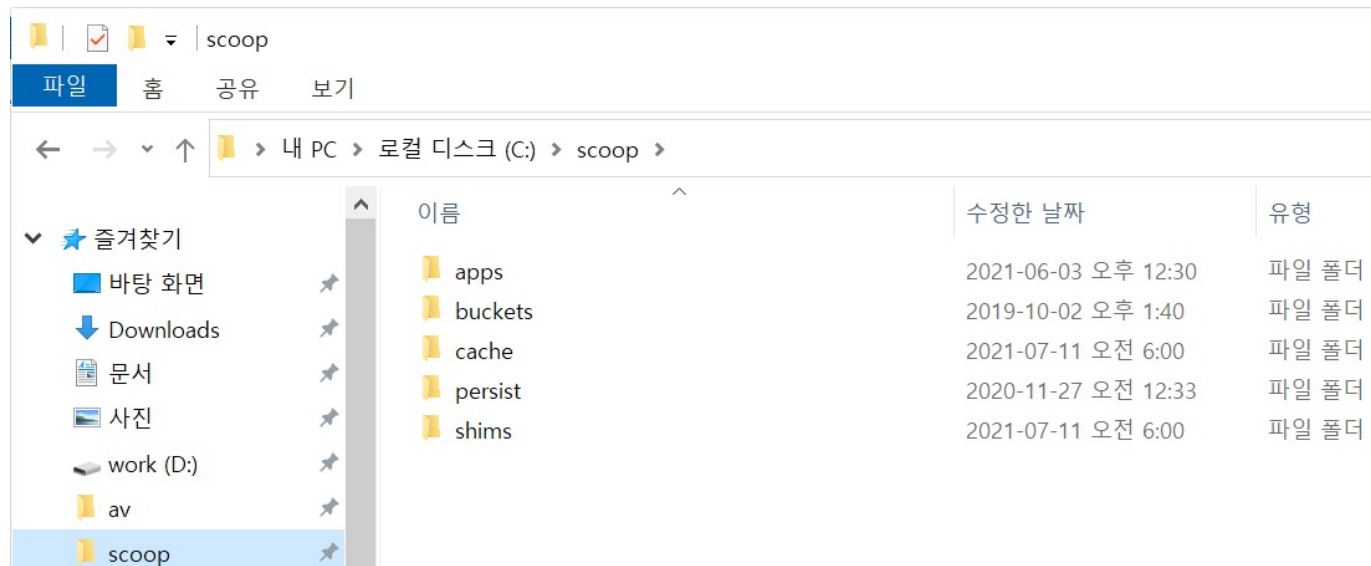 scoop
파일 홈 공유 보기
내 PC 로컬 디스크 (C:) scoop
이름 수정한 날짜 유형
즐겨찾기
바탕 화면
Downloads
문서
사진
work (D:)
av
scoop
apps 2021-06-03 오후 12:30 파일 폴더
buckets 2019-10-02 오후 1:40 파일 폴더
cache 2021-07-11 오전 6:00 파일 폴더
persist 2020-11-27 오전 12:33 파일 폴더
shims 2021-07-11 오전 6:00 파일 폴더